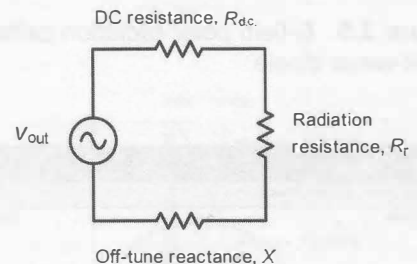 DC resistance, Rd.c.
Vout
Radiation
resistance, Rr
Off-tune reactance, X